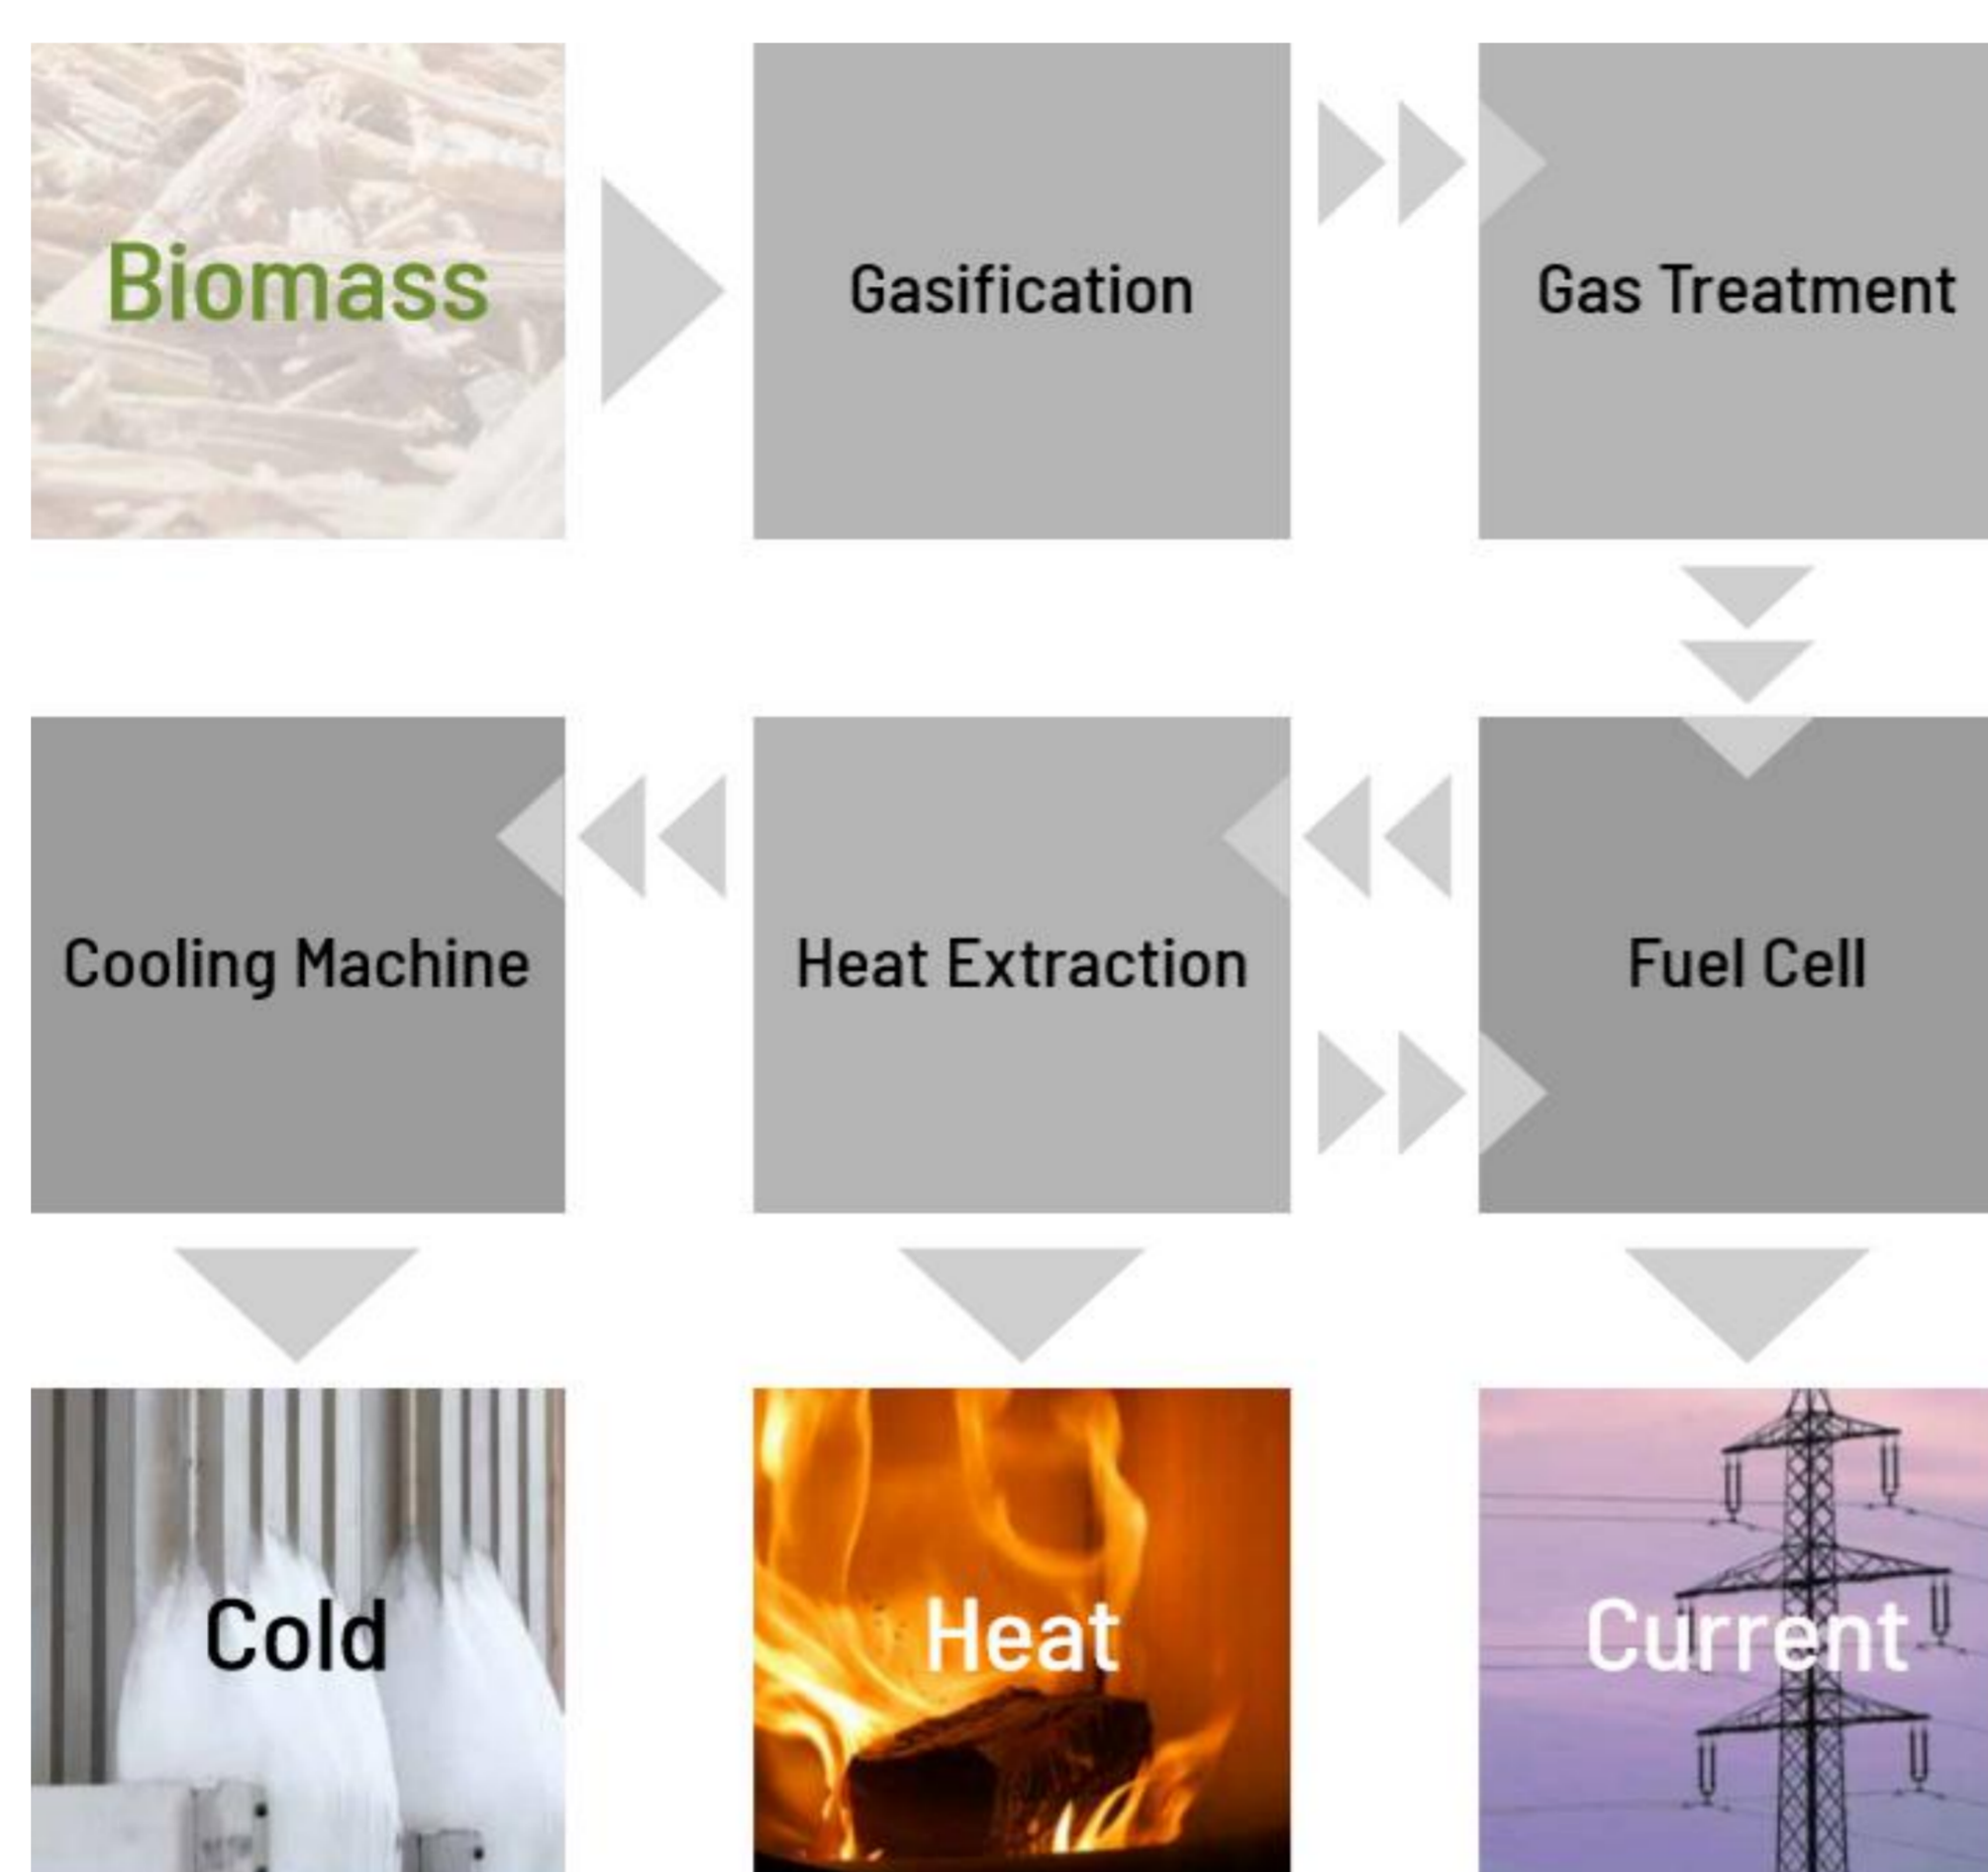 Biomass
Gasification
Gas Treatment
Cooling Machine
Heat Extraction
Fuel Cell
Cold
Heat
Current